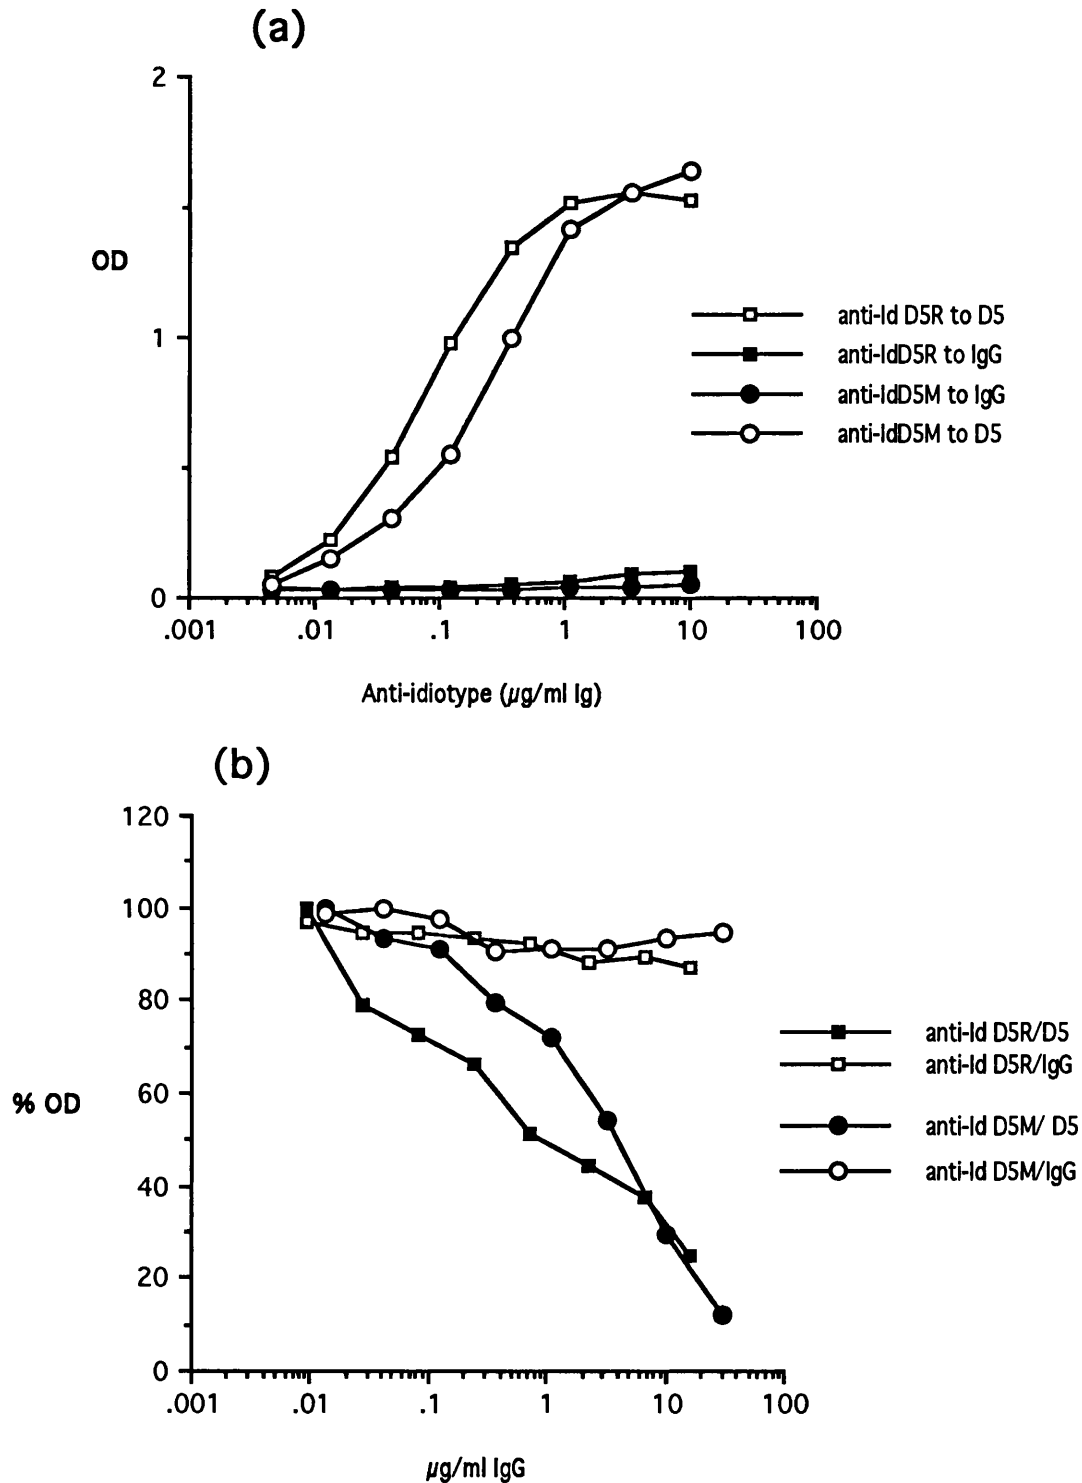 (a)
2
1
0
OD
.001 .01 .1 1 10 100
Anti-idiotype (µg/ml Ig)
anti-Id D5R to D5
anti-IdD5R to IgG
anti-IdD5M to IgG
anti-IdD5M to D5
(b)
120
100
80
60
40
20
0
% OD
.001 .01 .1 1 10 100
µg/ml IgG
anti-Id D5R/D5
anti-Id D5R/IgG
anti-Id D5M/ D5
anti-Id D5M/IgG